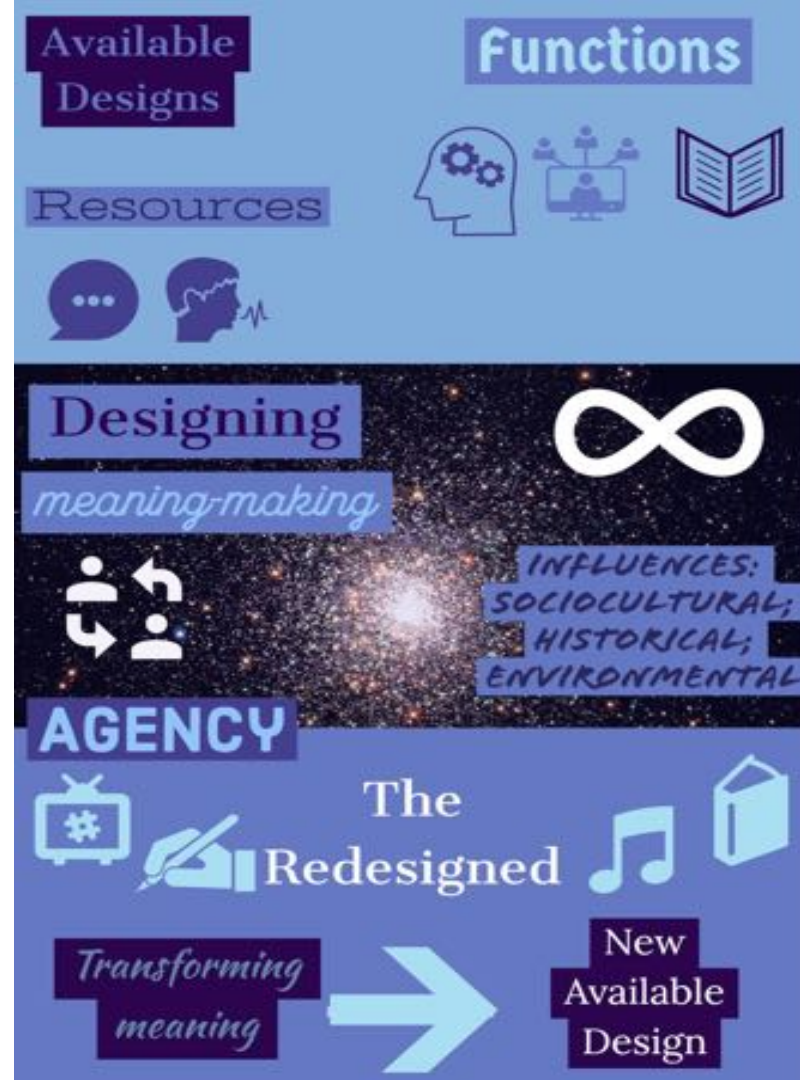 Available
Designs
Functions
Resources
Designing
meaning-making
INFLUENCES:
SOCIOCULTURAL;
HISTORICAL;
ENVIRONMENTAL
AGENCY
The
Redesigned
Transforming
meaning
New
Available
Design